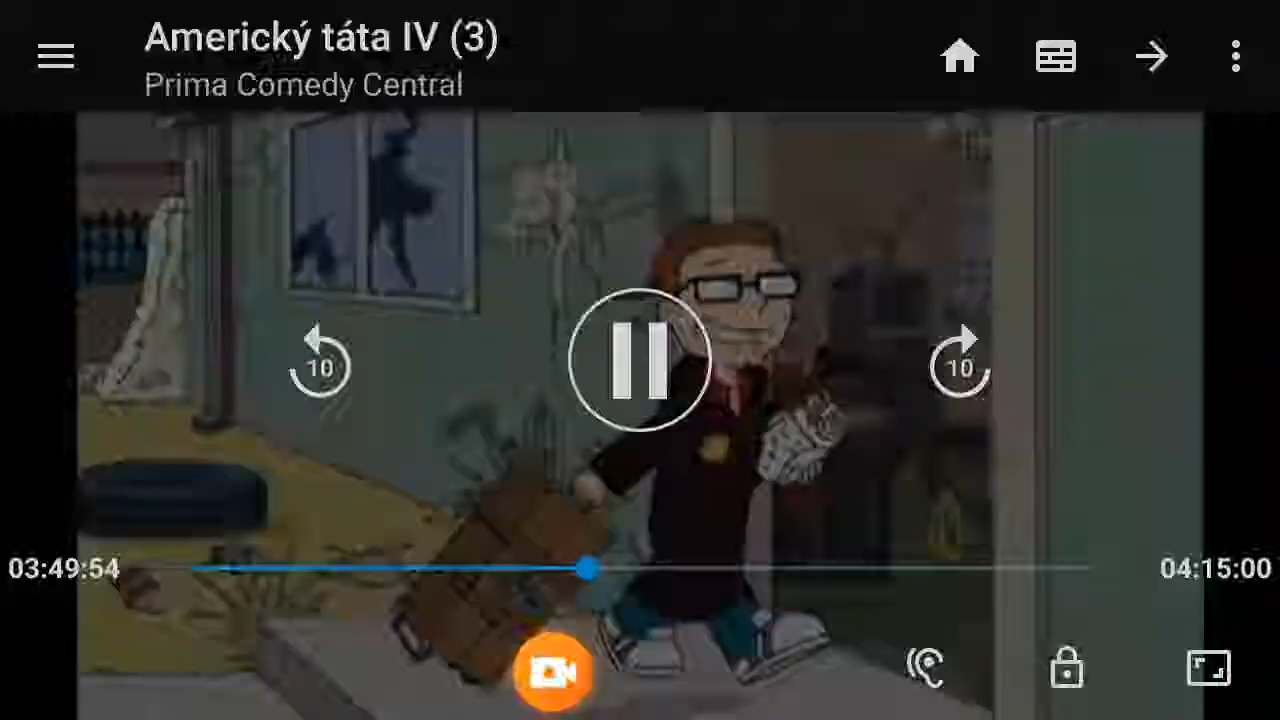 Americký táta IV (3)
Prima Comedy Central
10
10
03:49:54
04:15:00